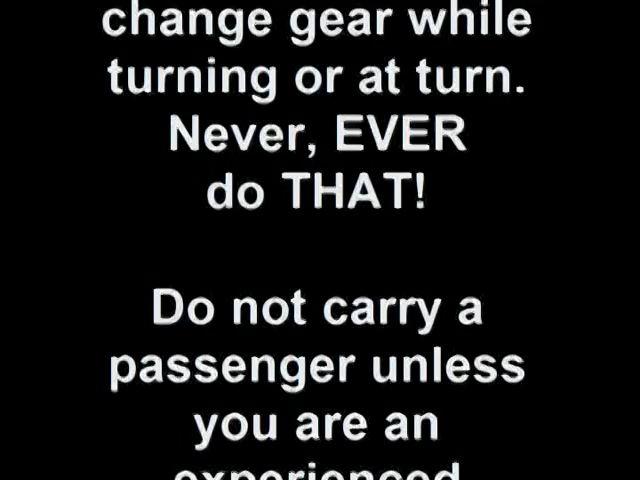 change gear while
turning or at turn.
Never, EVER
do THAT!
Do not carry a
passenger unless
you are an
experienced